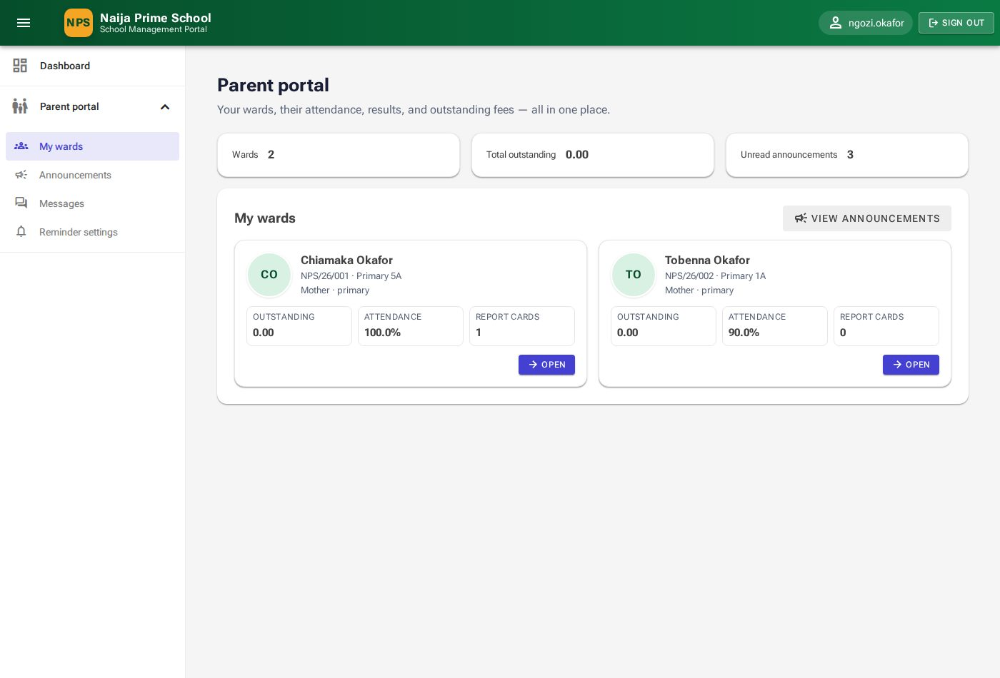 NPS
Naija Prime School
School Management Portal
ngozi.okafor
SIGN OUT
Dashboard
Parent portal
My wards
Announcements
Messages
Reminder settings
Parent portal
Your wards, their attendance, results, and outstanding fees — all in one place.
Wards 2
Total outstanding 0.00
Unread announcements 3
My wards
VIEW ANNOUNCEMENTS
CO
Chiamaka Okafor
NPS/26/001 · Primary 5A
Mother · primary
OUTSTANDING
0.00
ATTENDANCE
100.0%
REPORT CARDS
1
OPEN
TO
Tobenna Okafor
NPS/26/002 · Primary 1A
Mother · primary
OUTSTANDING
0.00
ATTENDANCE
90.0%
REPORT CARDS
0
OPEN